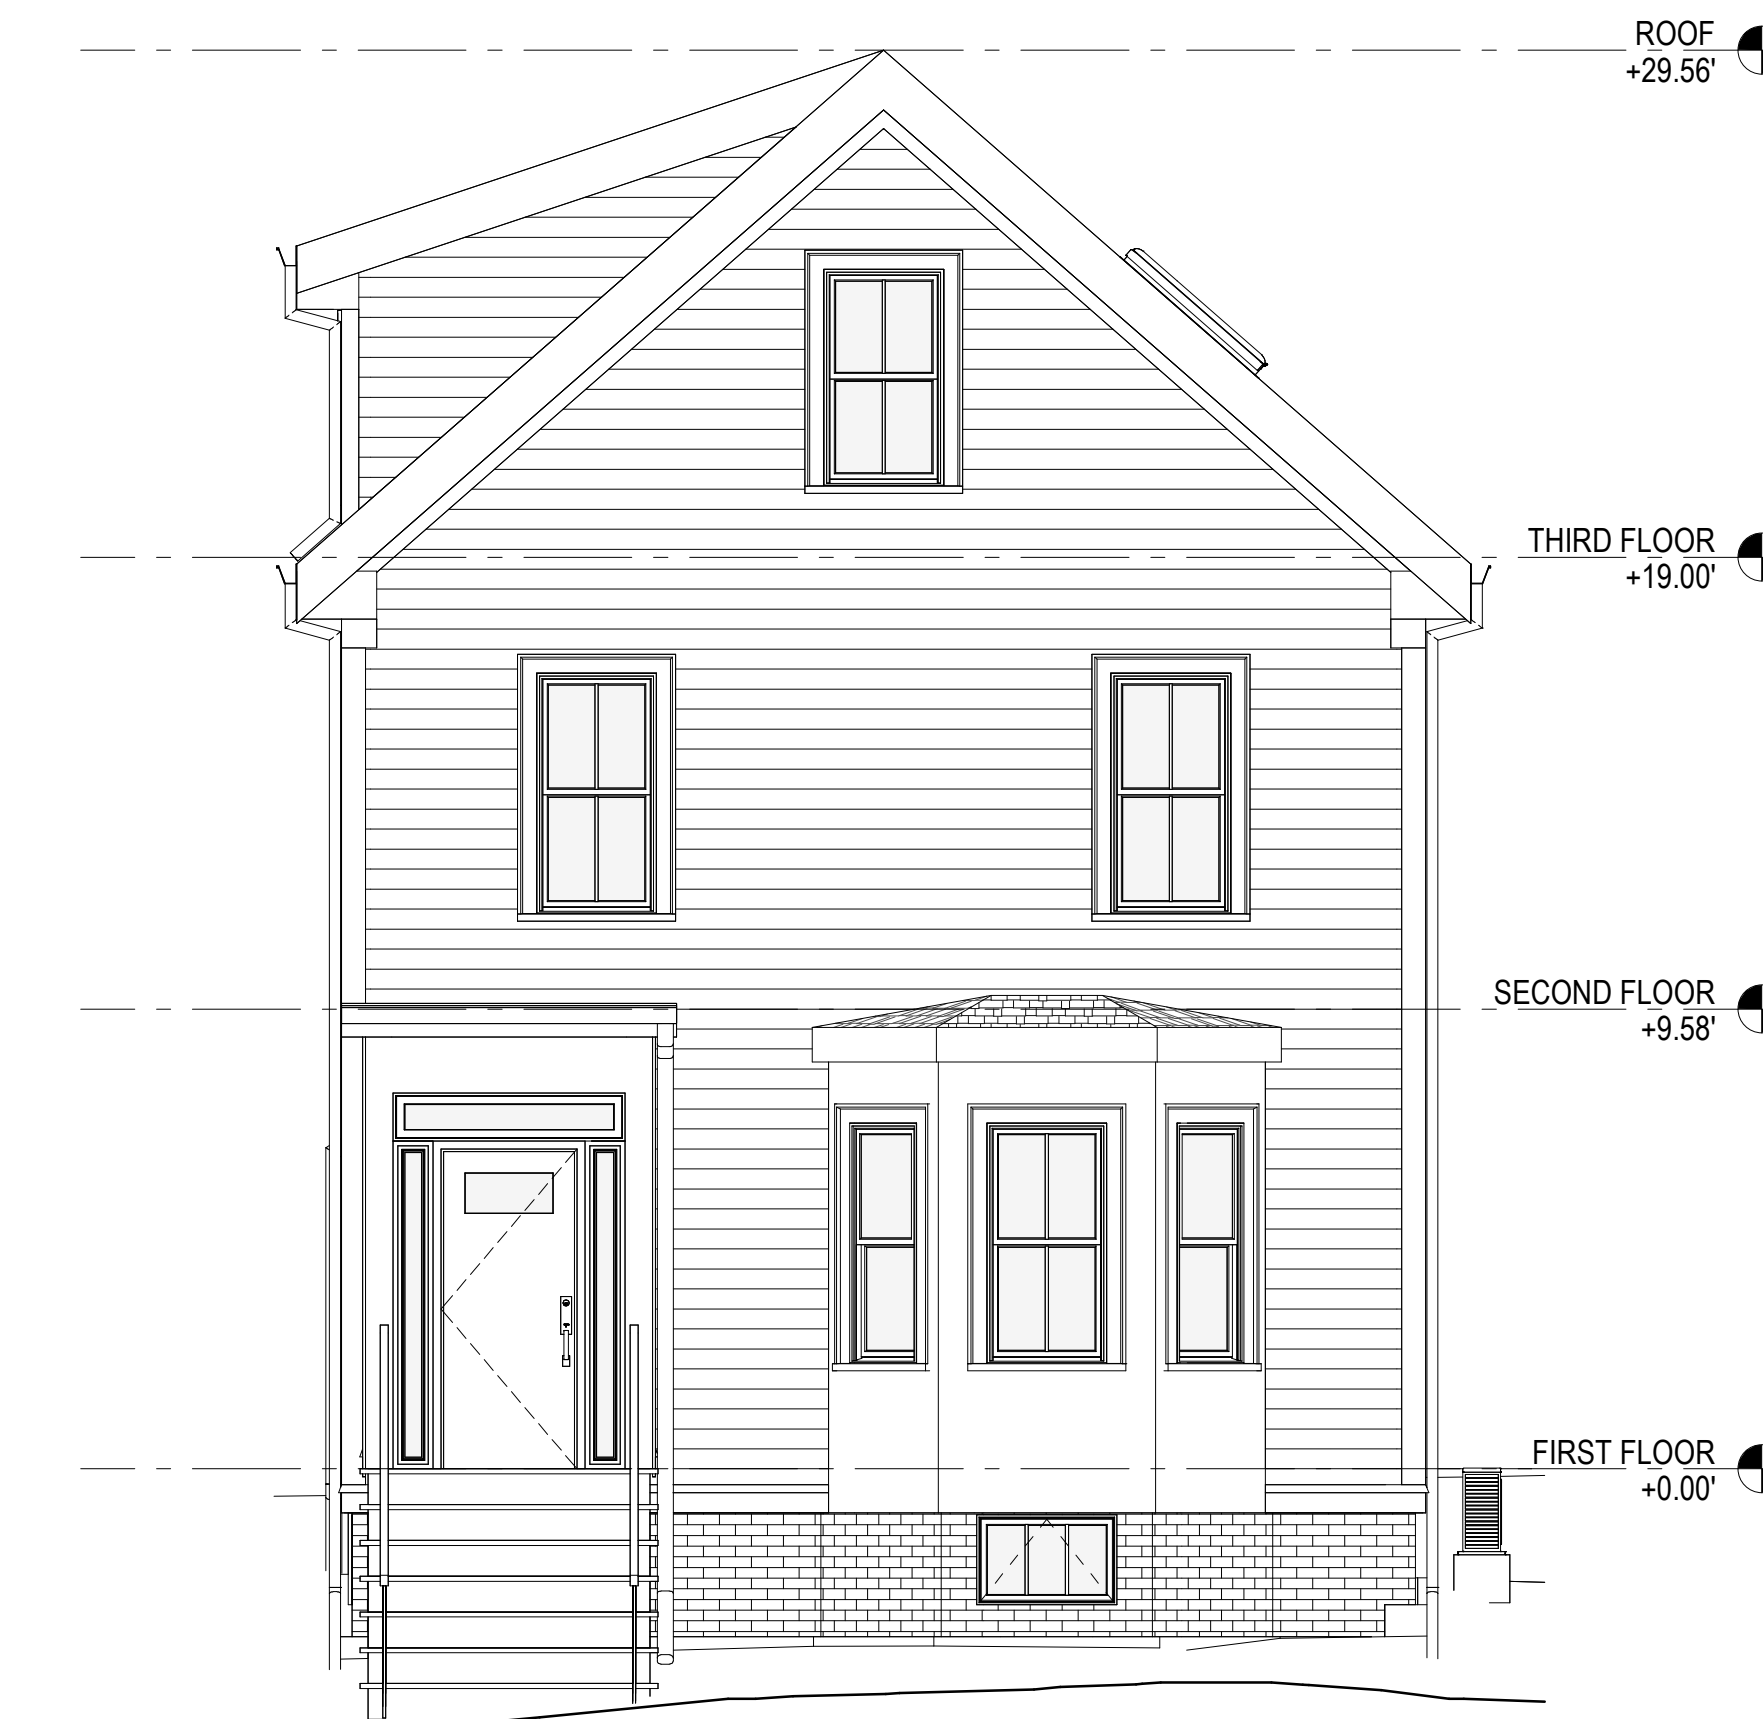 ROOF
+29.56'
THIRD FLOOR
+19.00'
SECOND FLOOR
+9.58'
FIRST FLOOR
+0.00'